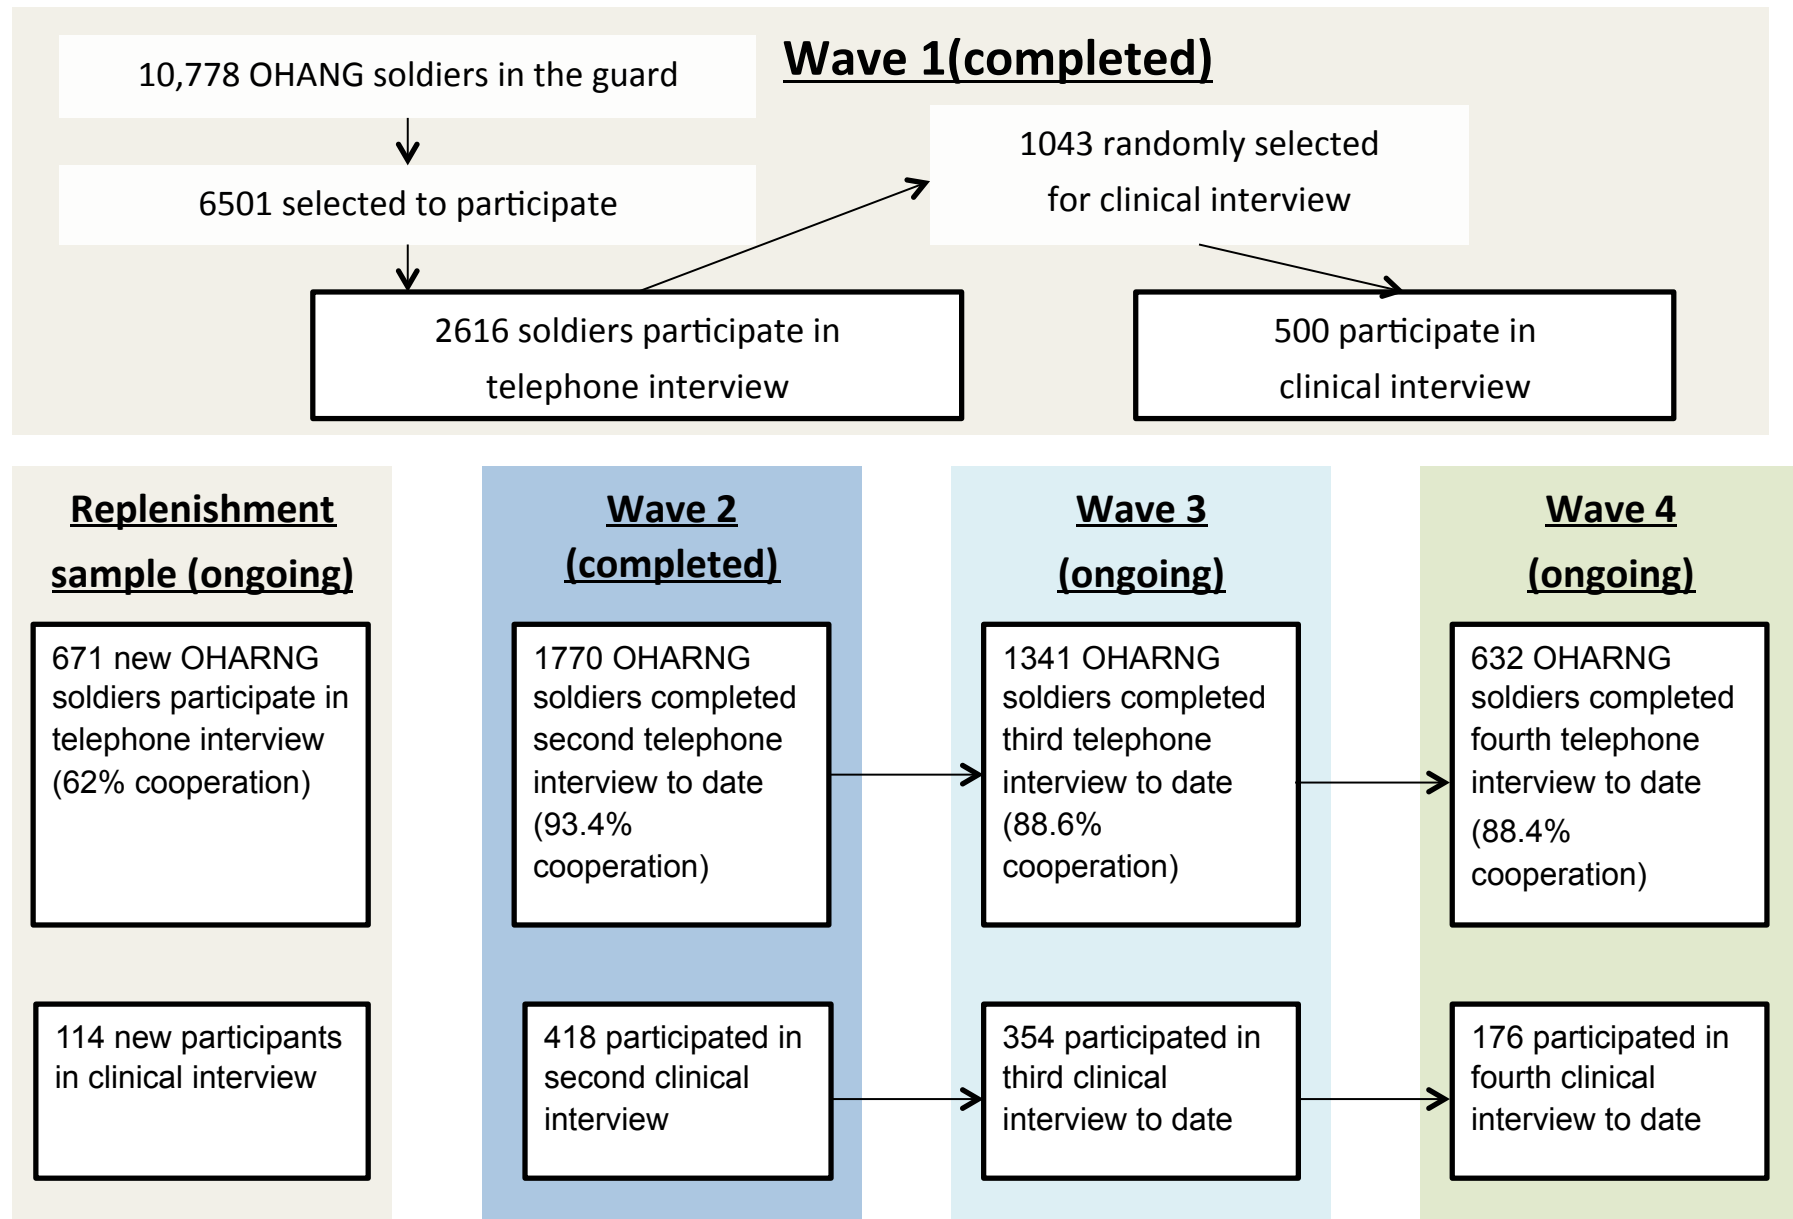 Wave 1(completed)
10,778 OHANG soldiers in the guard
6501 selected to participate
1043 randomly selected
for clinical interview
2616 soldiers participate in
telephone interview
500 participate in
clinical interview
Replenishment
sample (ongoing)
671 new OHARNG
soldiers participate in
telephone interview
(62% cooperation)
114 new participants
in clinical interview
Wave 2
(completed)
1770 OHARNG
soldiers completed
second telephone
interview to date
(93.4%
cooperation)
418 participated in
second clinical
interview
Wave 3
(ongoing)
1341 OHARNG
soldiers completed
third telephone
interview to date
(88.6%
cooperation)
354 participated in
third clinical
interview to date
Wave 4
(ongoing)
632 OHARNG
soldiers completed
fourth telephone
interview to date
(88.4%
cooperation)
176 participated in
fourth clinical
interview to date